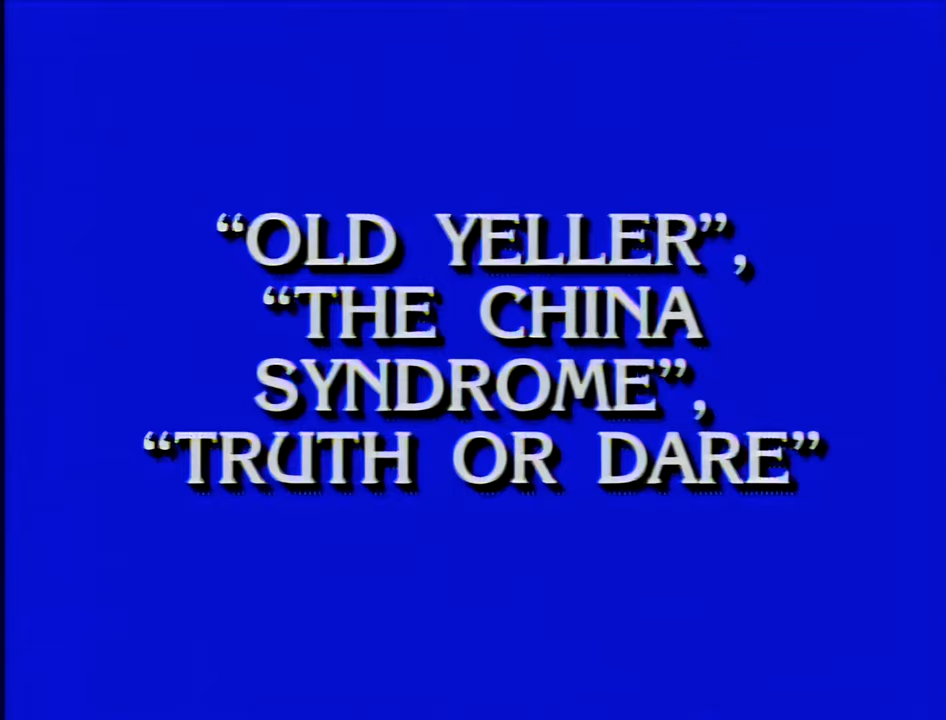 “OLD YELLER”,
“THE CHINA
SYNDROME”,
“TRUTH OR DARE”